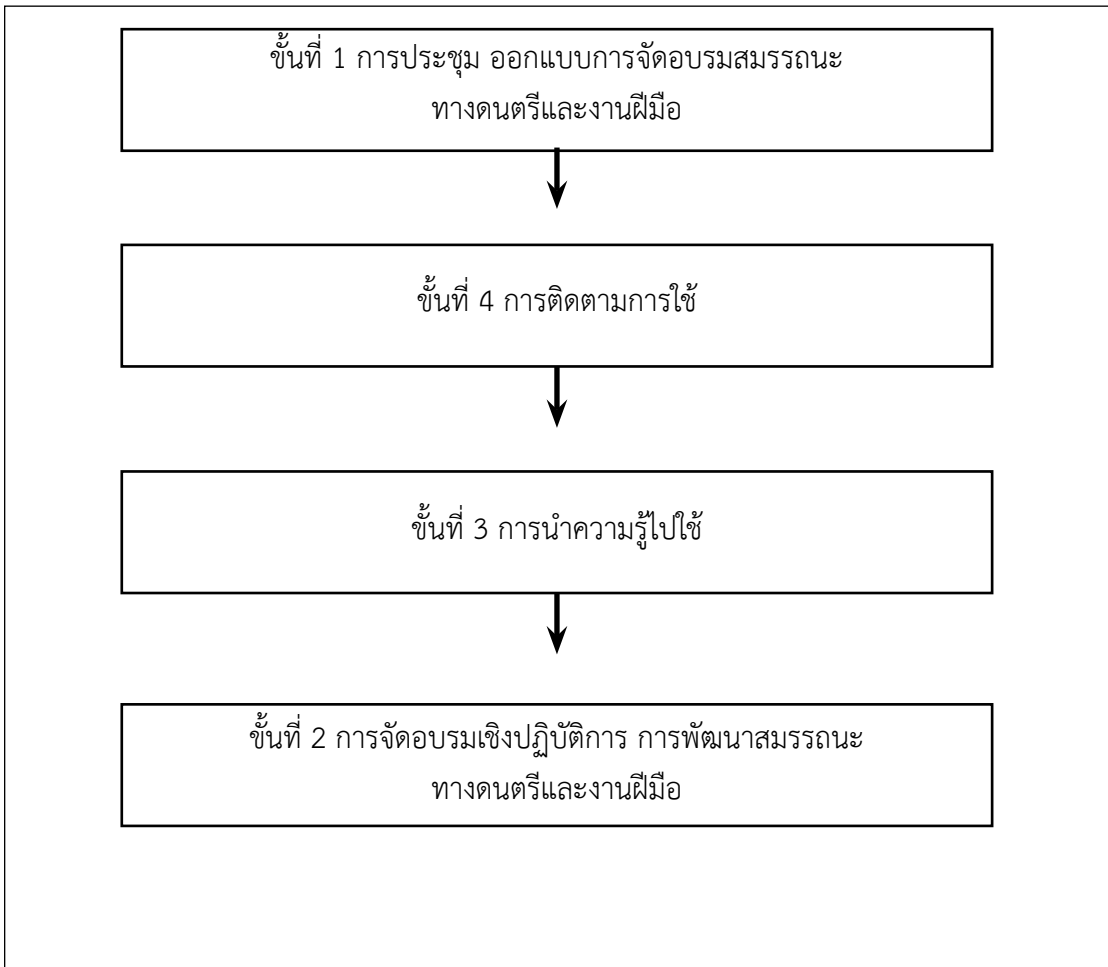 ขั้นที่ 1 การประชุม ออกแบบการจัดอบรมสมรรถนะ
ทางดนตรีและงานฝีมือ
ขั้นที่ 4 การติดตามการใช้
ขั้นที่ 3 การนำความรู้ไปใช้
ขั้นที่ 2 การจัดอบรมเชิงปฏิบัติการ การพัฒนาสมรรถนะ
ทางดนตรีและงานฝีมือ